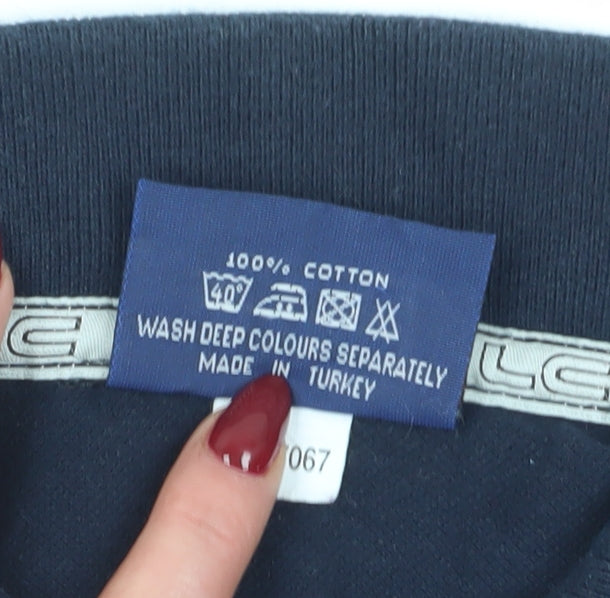 100% COTTON
40°
WASH DEEP COLOURS SEPARATELY
MADE IN TURKEY
067